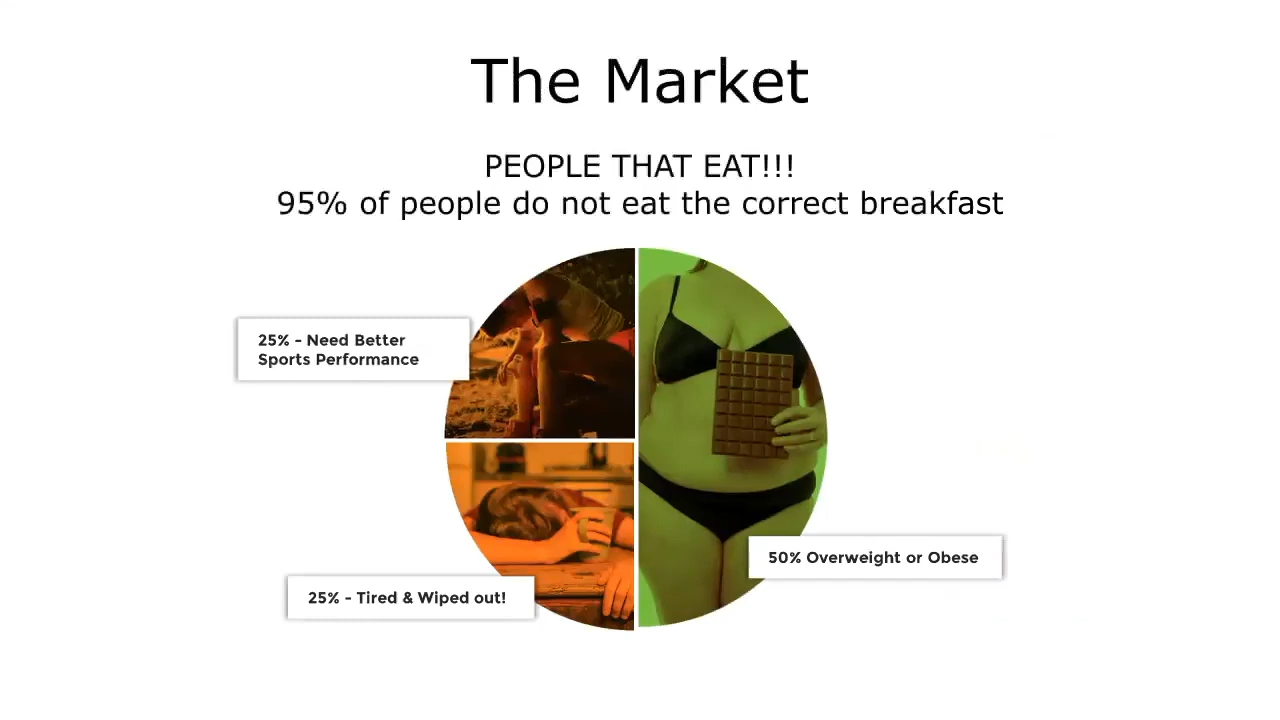 The Market
PEOPLE THAT EAT!!!
95% of people do not eat the correct breakfast
25% - Need Better
Sports Performance
50% Overweight or Obese
25% - Tired & Wiped out!